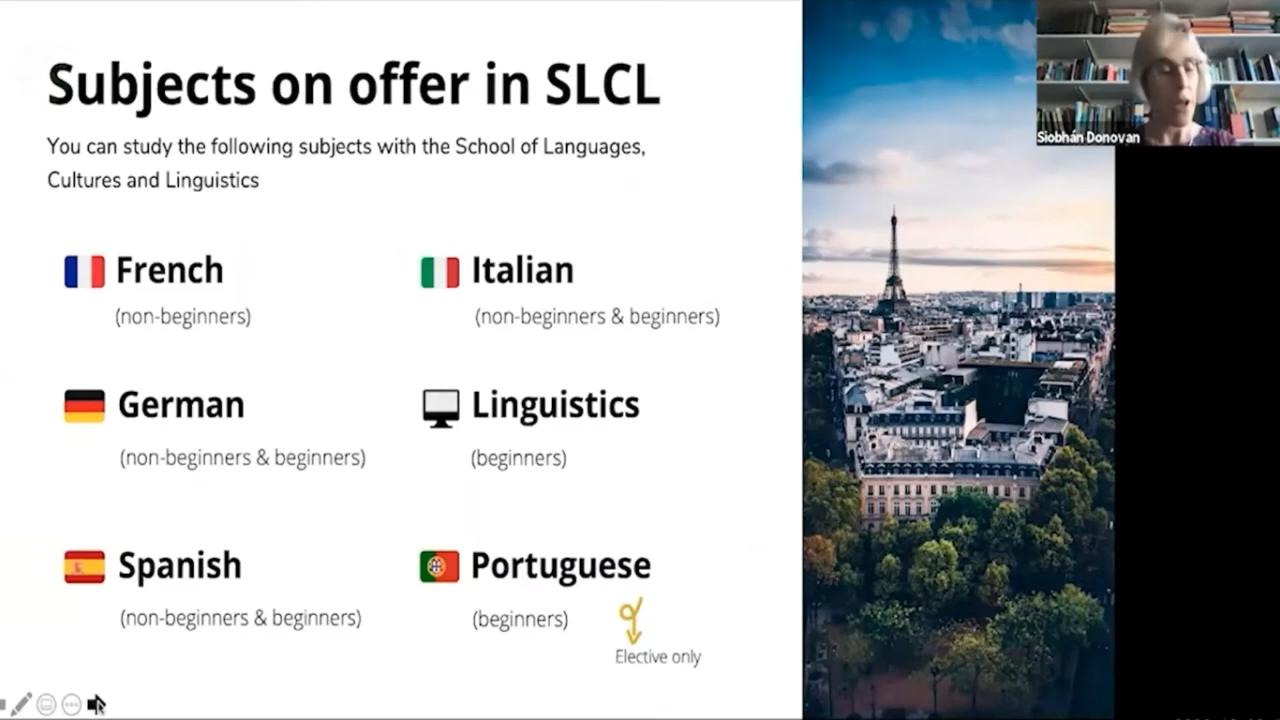 Subjects on offer in SLCL
You can study the following subjects with the School of Languages,
Cultures and Linguistics
French
(non-beginners)
Italian
(non-beginners & beginners)
German
(non-beginners & beginners)
Linguistics
(beginners)
Spanish
(non-beginners & beginners)
Portuguese
(beginners)
Elective only
Siobhán Donovan